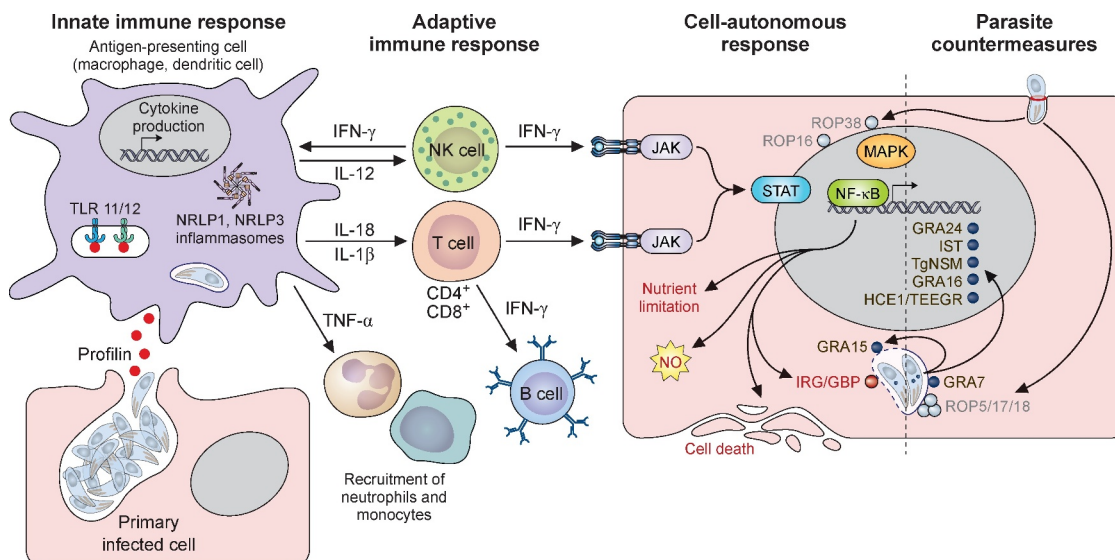 Innate immune response
Antigen-presenting cell
(macrophage, dendritic cell)
Cytokine
production
TLR 11/12
NRLP1, NRLP3
inflammasomes
Profilin
Primary
infected cell
Adaptive
immune response
IFN-γ
IL-12
NK cell
IFN-γ
IL-18
IL-1β
T cell
IFN-γ
CD4+
CD8+
TNF-α
IFN-γ
B cell
Recruitment of
neutrophils and
monocytes
Cell-autonomous
response
JAK
JAK
STAT
Nutrient
limitation
NO
IRG/GBP
Cell death
Parasite
countermeasures
ROP38
ROP16
MAPK
NF-κB
GRA24
IST
TgNSM
GRA16
HCE1/TEEGR
GRA15
GRA7
ROP5/17/18